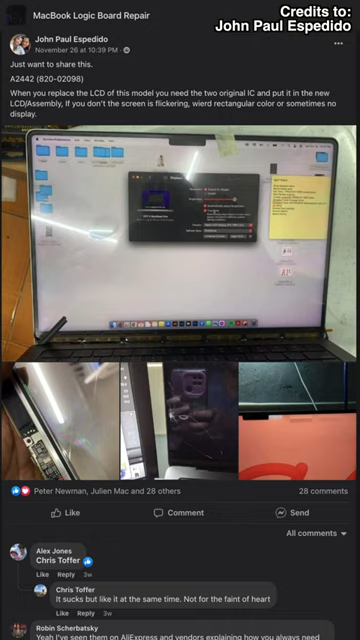 Credits to:
John Paul Espedido
MacBook Logic Board Repair
John Paul Espedido
November 26 at 10:39 PM ·
Just want to share this.
A2442 (820-02098)
When you replace the LCD of this model you need the two original IC and put it in the new
LCD/Assembly, If you don't the screen is flickering, wierd rectangular color or sometimes no
display.
Peter Newman, Julien Mac and 28 others
28 comments
Like
Comment
Send
All comments
Alex Jones
Chris Toffer
Like Reply 3w
Chris Toffer
It sucks but like it at the same time. Not for the faint of heart
Like Reply 3w
Robin Scherbatsky
Yeah I've seen them on AliExpress and vendors explaining how you always need